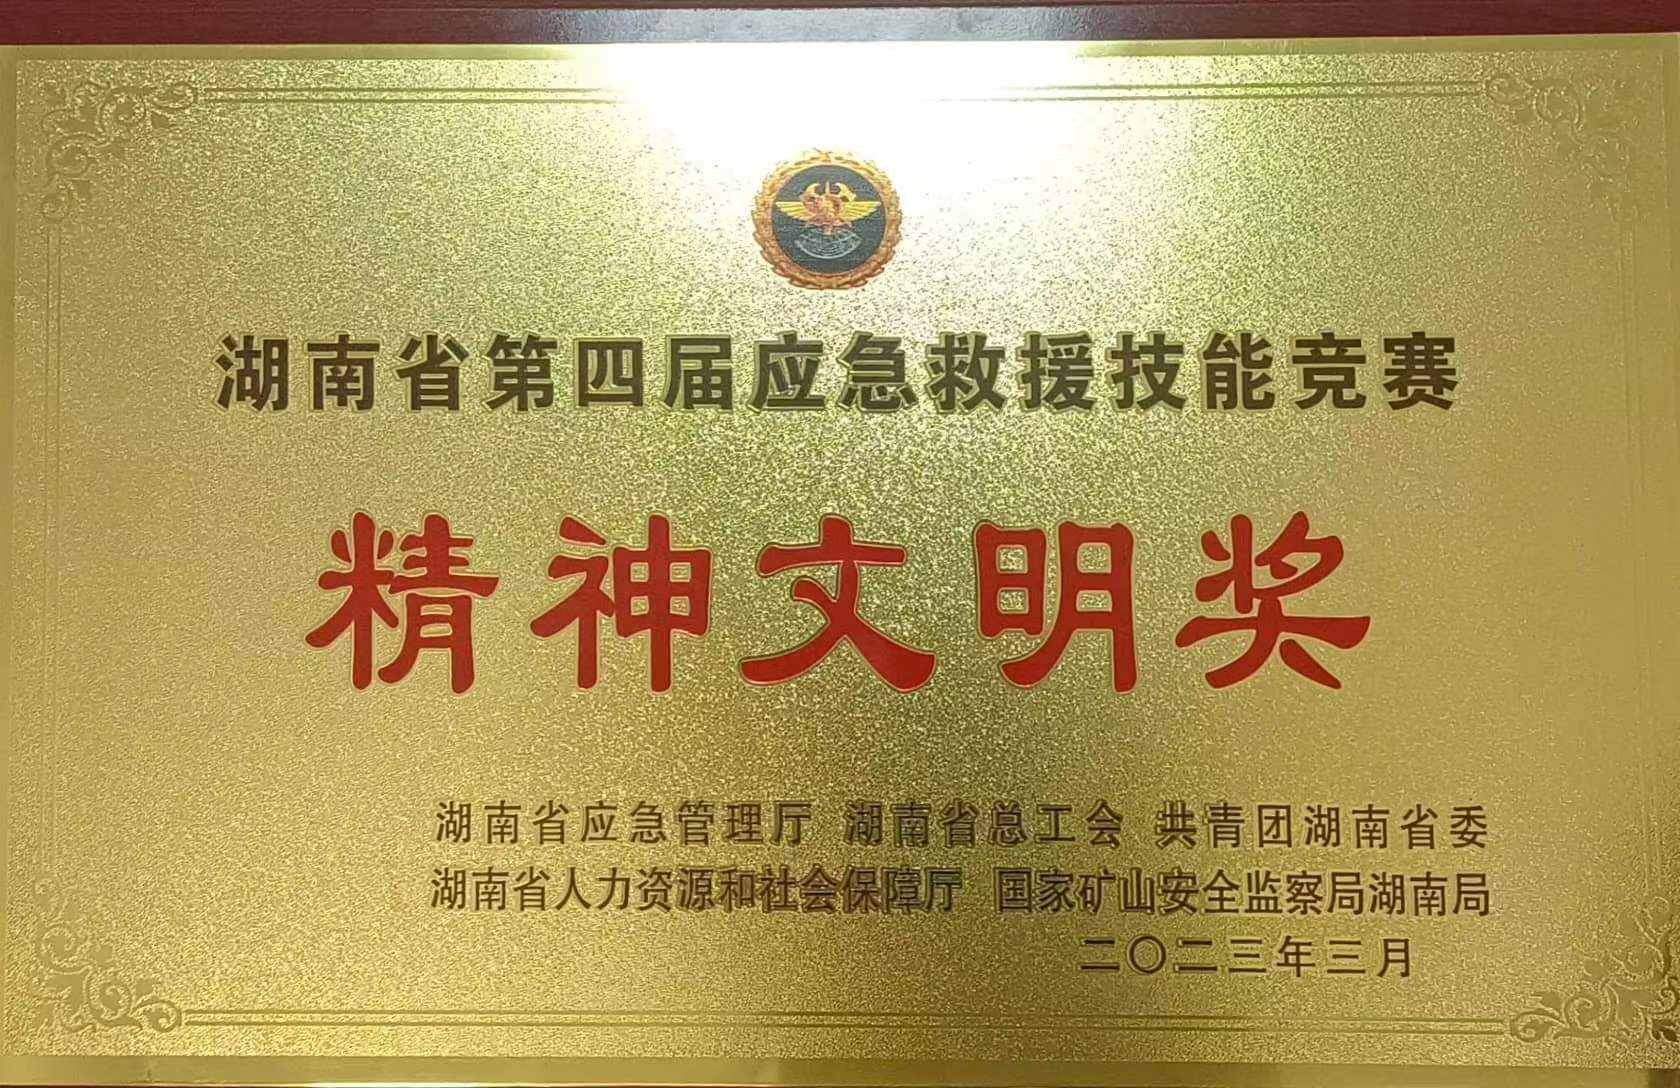 湖南省第四届应急救援技能竞赛
精神文明奖
湖南省应急管理厅 湖南省总工会 共青团湖南省委
湖南省人力资源和社会保障厅 国家矿山安全监察局湖南局
二〇二三年三月